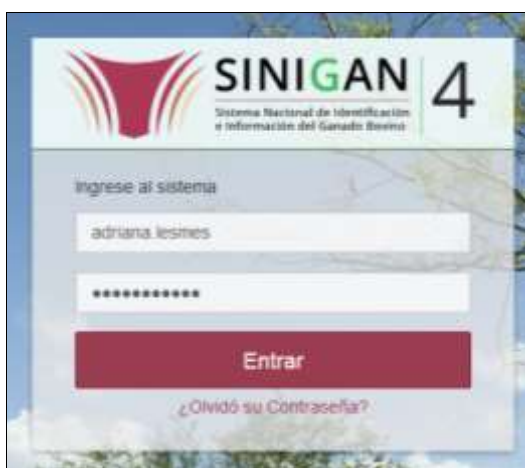 SINIGAN 4
Sistema Nacional de Identificación
e Información del Ganado Bovino
Ingrese al sistema
adriana.lesmes
•••••••••••
Entrar
¿Olvidó su Contraseña?